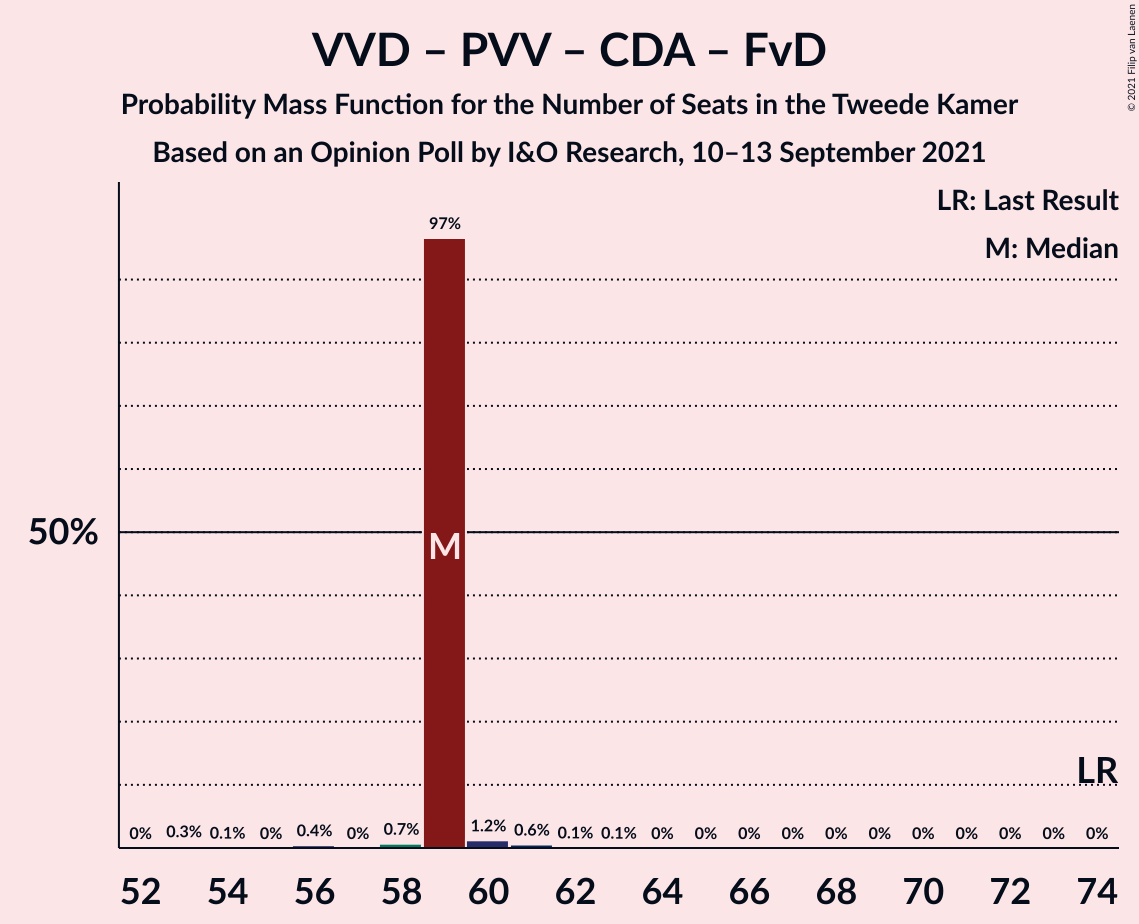 VVD – PVV – CDA – FvD
Probability Mass Function for the Number of Seats in the Tweede Kamer
Based on an Opinion Poll by I&O Research, 10–13 September 2021
© 2021 Filip van Laenen
LR: Last Result
M: Median
97%
50%
M
LR
0% 0.3% 0.1% 0% 0.4% 0% 0.7% 1.2% 0.6% 0.1% 0.1% 0% 0% 0% 0% 0% 0% 0% 0% 0% 0% 0%
52 54 56 58 60 62 64 66 68 70 72 74